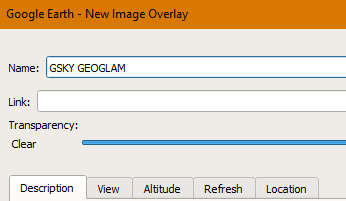 Google Earth - New Image Overlay
Name: GSKY GEOGLAM
Link:
Transparency:
Clear
Description View Altitude Refresh Location